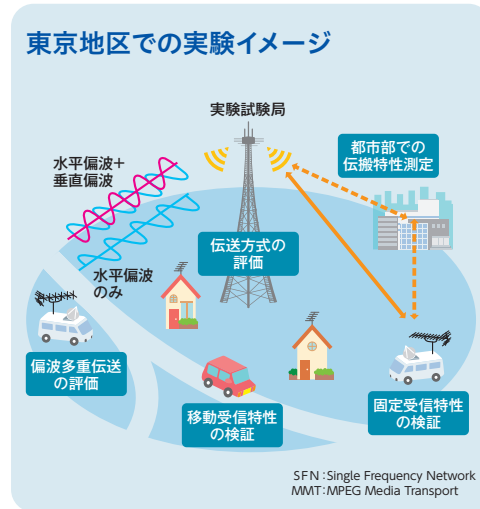 東京地区での実験イメージ
実験試験局
水平偏波+
垂直偏波
都市部での
伝搬特性測定
伝送方式の
評価
水平偏波
のみ
偏波多重伝送
の評価
移動受信特性
の検証
固定受信特性
の検証
SFN:Single Frequency Network
MMT:MPEG Media Transport